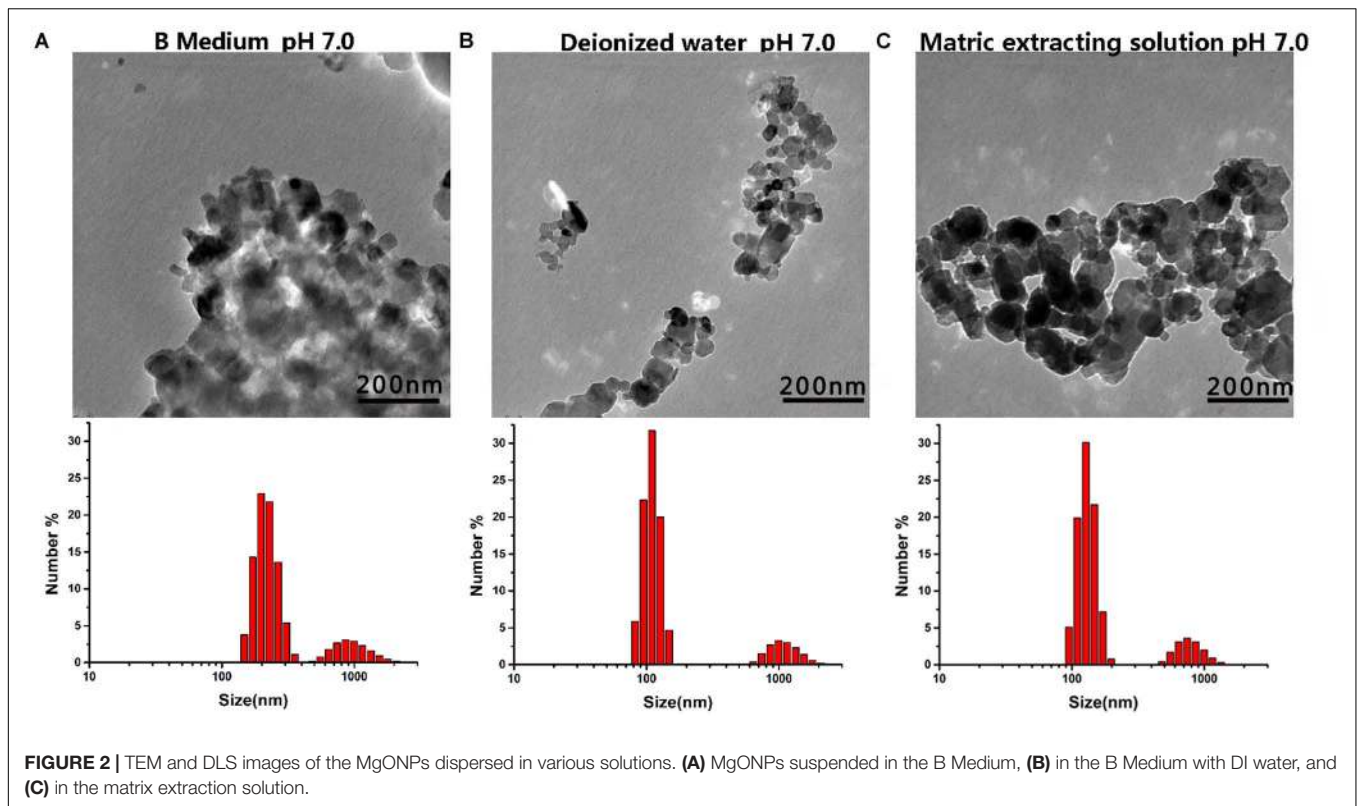 A B Medium pH 7.0
B Deionized water pH 7.0
C Matric extracting solution pH 7.0
200nm
200nm
200nm
Number %
30
25
20
15
10
5
0
10 100 1000
Size(nm)
Number %
30
25
20
15
10
5
0
10 100 1000
Size(nm)
Number %
30
25
20
15
10
5
0
10 100 1000
Size(nm)
FIGURE 2 | TEM and DLS images of the MgONPs dispersed in various solutions. (A) MgONPs suspended in the B Medium, (B) in the B Medium with DI water, and
(C) in the matrix extraction solution.